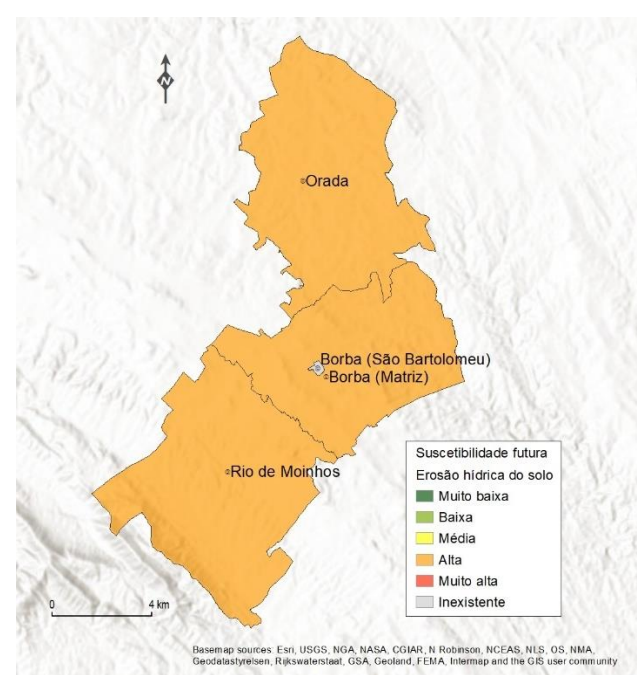 N
Orada
Borba (São Bartolomeu)
Borba (Matriz)
Rio de Moinhos
Suscetibilidade futura
Erosão hídrica do solo
Muito baixa
Baixa
Média
Alta
Muito alta
Inexistente
0 4 km
Basemap sources: Esri, USGS, NGA, NASA, CGIAR, N Robinson, NCEAS, NLS, OS, NMA,
Geodatastyrelsen, Rijkswaterstaat, GSA, Geoland, FEMA, Intermap and the GIS user community